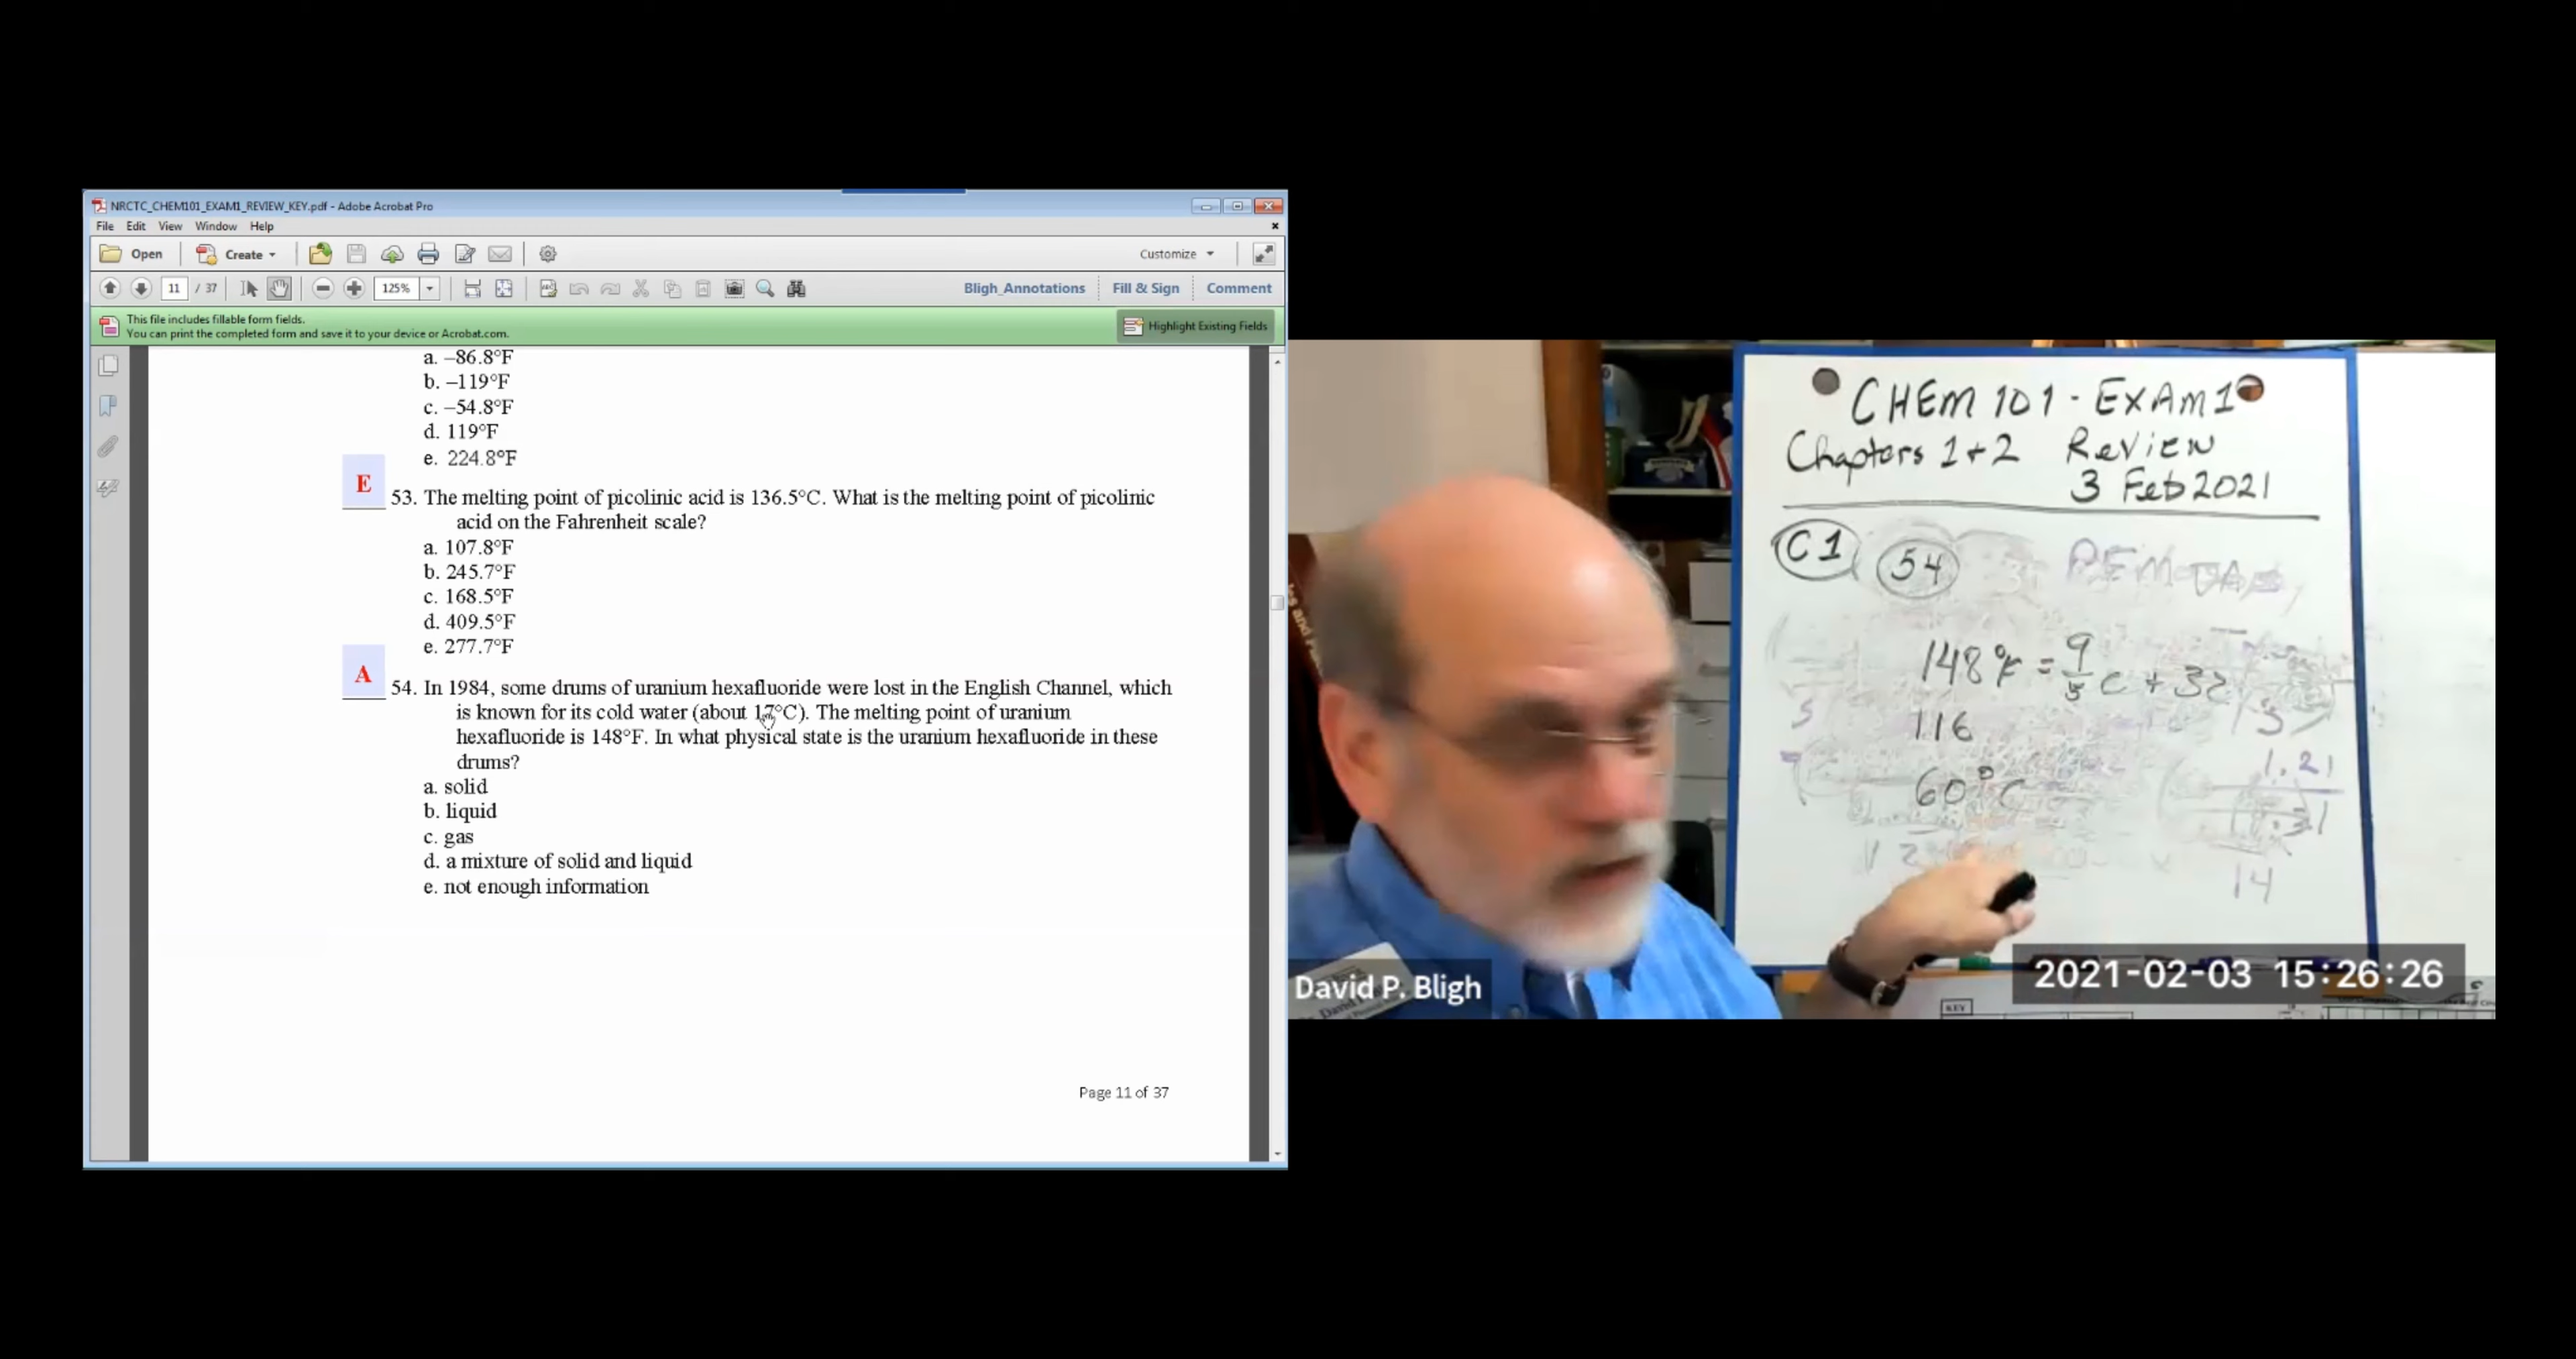 NRCTC_CHEM101_EXAM1_REVIEW_KEY.pdf - Adobe Acrobat Pro
File Edit View Window Help
Open Create Customize
11 / 37 125% Bligh_Annotations Fill & Sign Comment
This file includes fillable form fields.
You can print the completed form and save it to your device or Acrobat.com.
Highlight Existing Fields
a. –86.8°F
b. –119°F
c. –54.8°F
d. 119°F
e. 224.8°F
E
53. The melting point of picolinic acid is 136.5°C. What is the melting point of picolinic
acid on the Fahrenheit scale?
a. 107.8°F
b. 245.7°F
c. 168.5°F
d. 409.5°F
e. 277.7°F
A
54. In 1984, some drums of uranium hexafluoride were lost in the English Channel, which
is known for its cold water (about 17°C). The melting point of uranium
hexafluoride is 148°F. In what physical state is the uranium hexafluoride in these
drums?
a. solid
b. liquid
c. gas
d. a mixture of solid and liquid
e. not enough information
Page 11 of 37
CHEM 101 - EXAM 1
Chapters 1 + 2 Review
3 Feb 2021
C1 54
148°F = 9/5 C + 32
116
60°C
1.21
14
David P. Bligh
2021-02-03 15:26:26
KEY